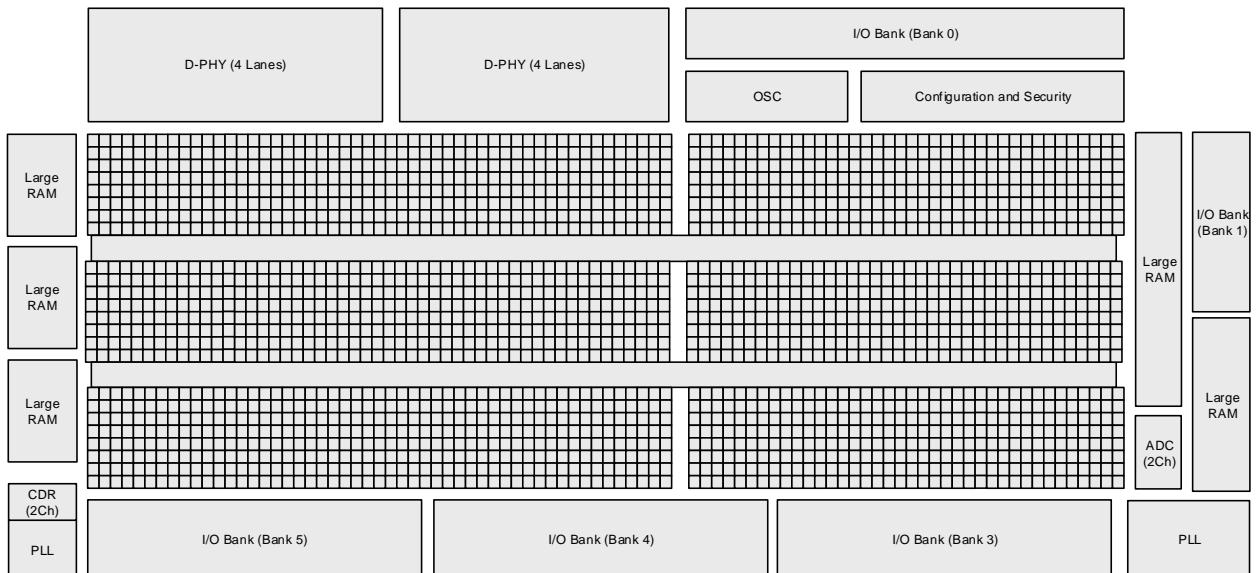 D-PHY (4 Lanes)
D-PHY (4 Lanes)
I/O Bank (Bank 0)
OSC
Configuration and Security
Large
RAM
Large
RAM
Large
RAM
Large
RAM
I/O Bank
(Bank 1)
Large
RAM
ADC
(2Ch)
CDR
(2Ch)
PLL
I/O Bank (Bank 5)
I/O Bank (Bank 4)
I/O Bank (Bank 3)
PLL